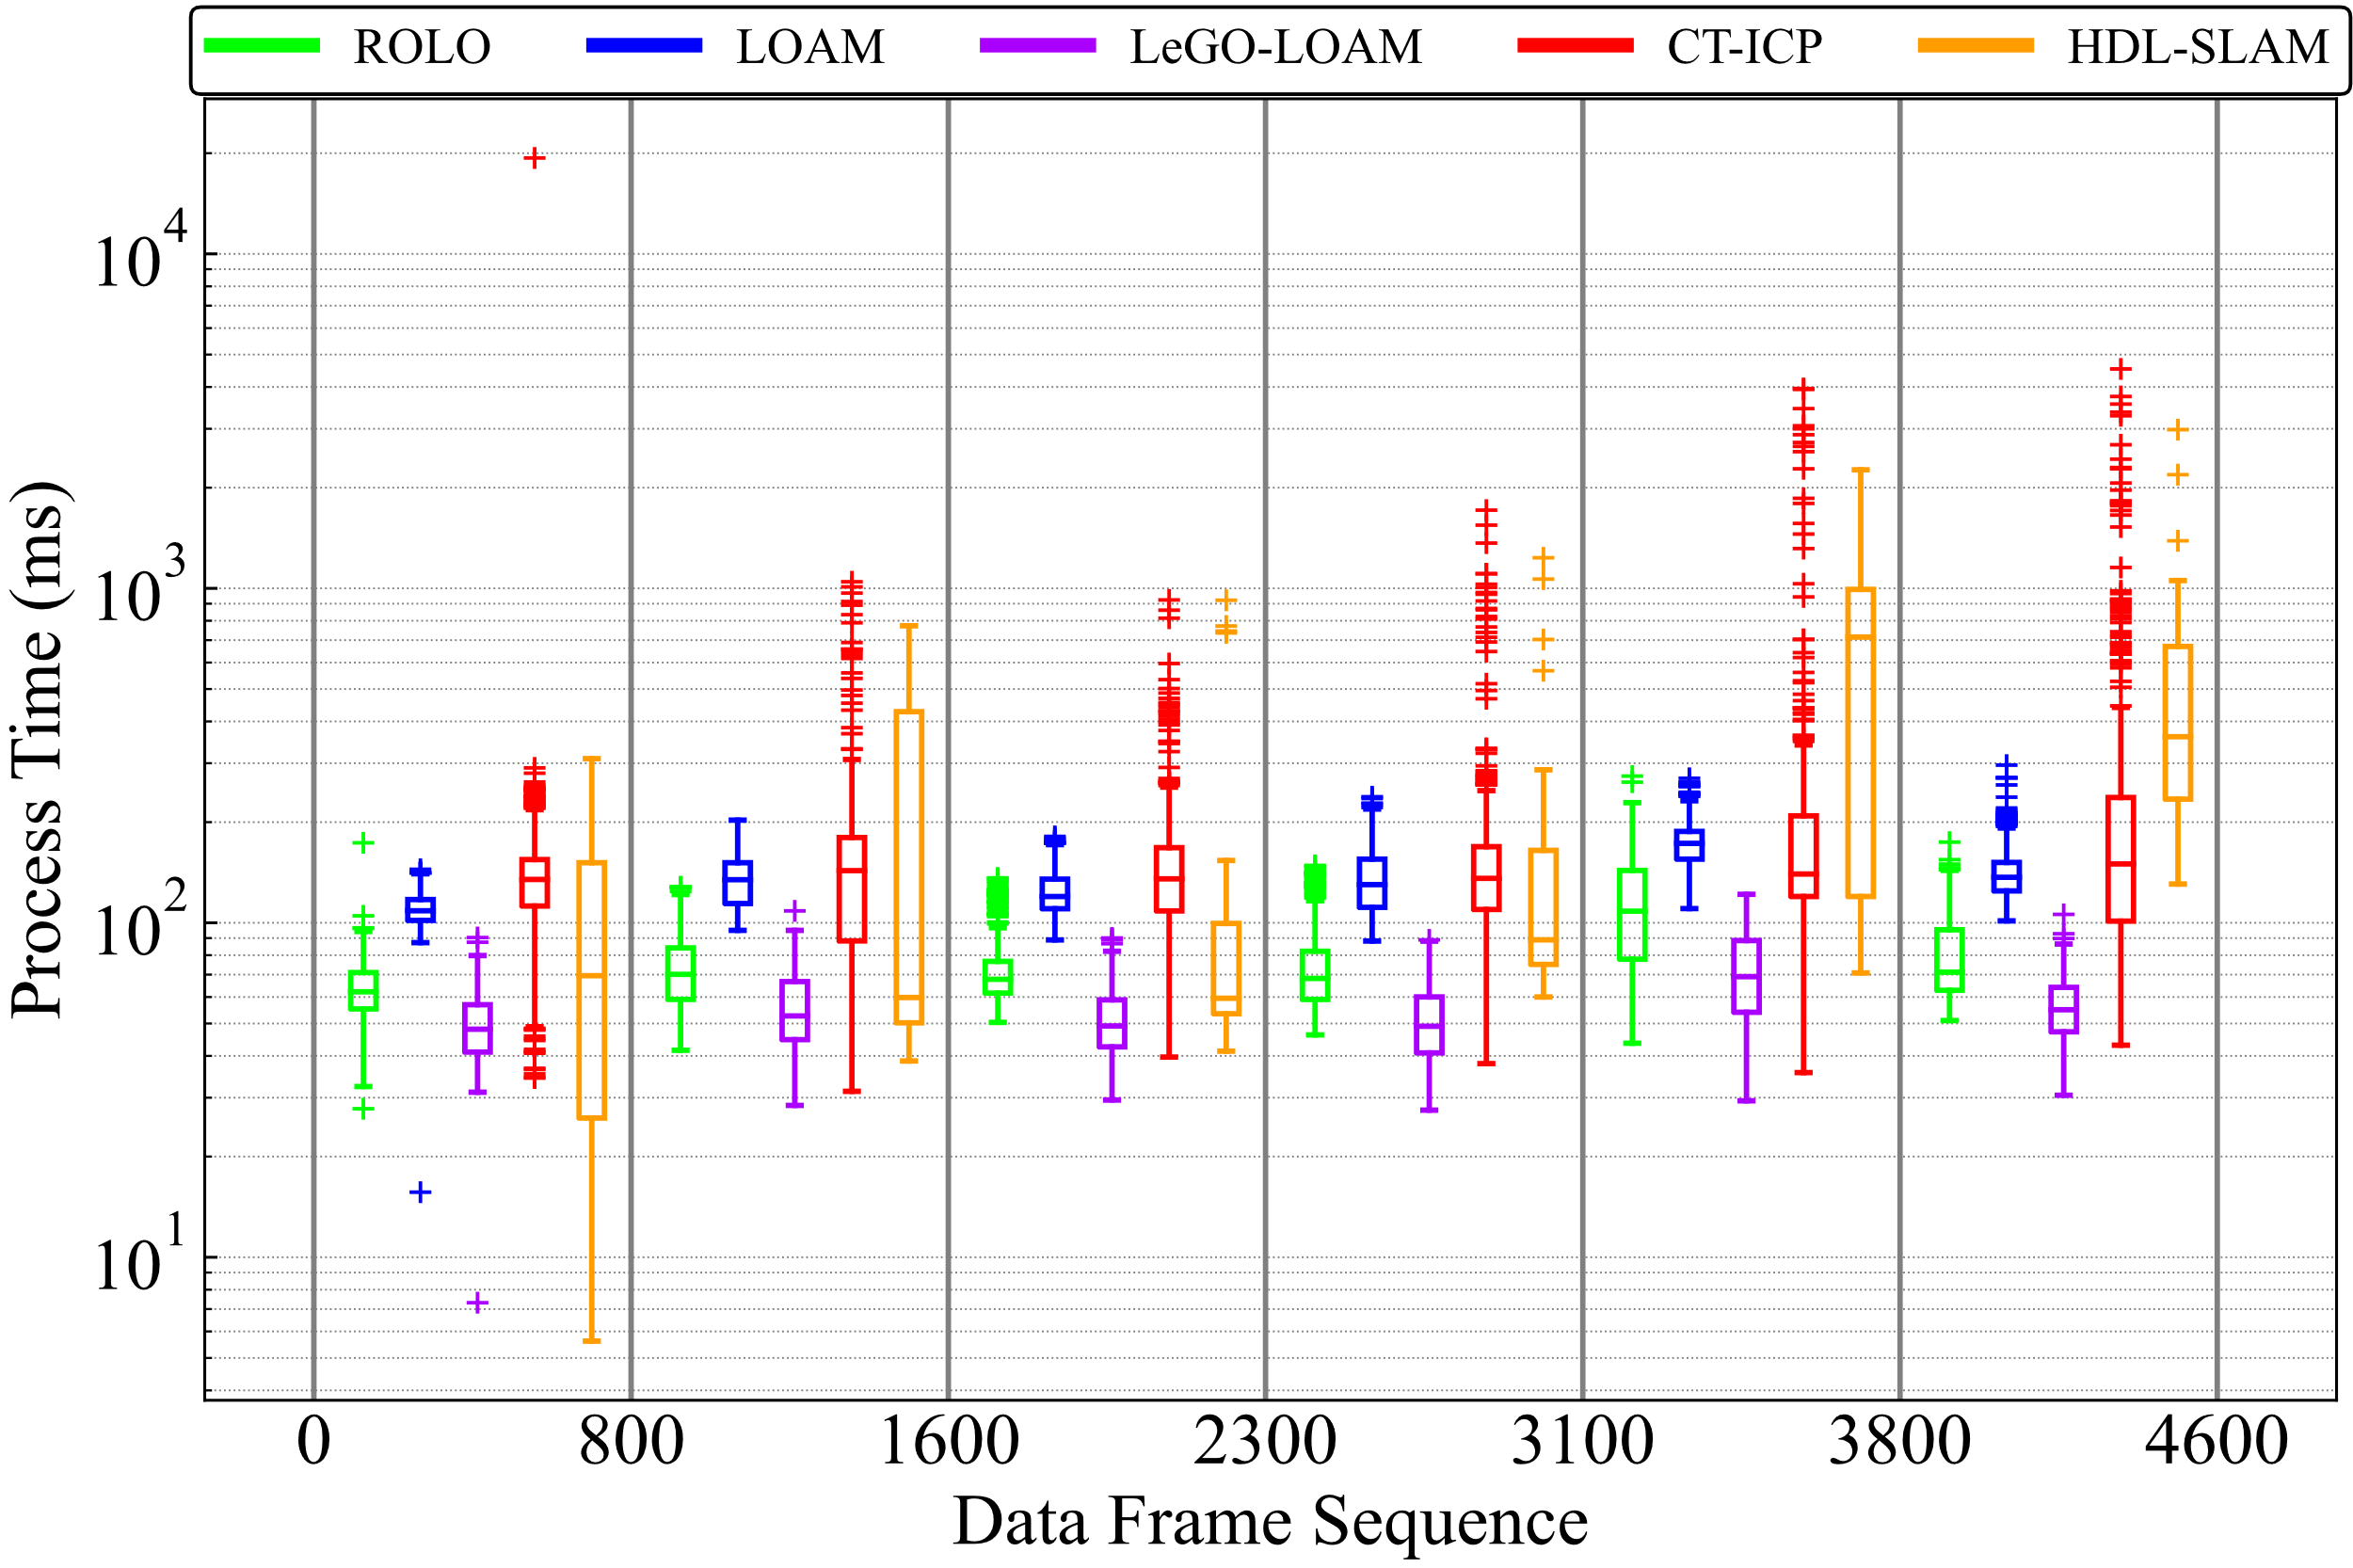 ROLO LOAM LeGO-LOAM CT-ICP HDL-SLAM
Process Time (ms)
10^4
10^3
10^2
10^1
0 800 1600 2300 3100 3800 4600
Data Frame Sequence